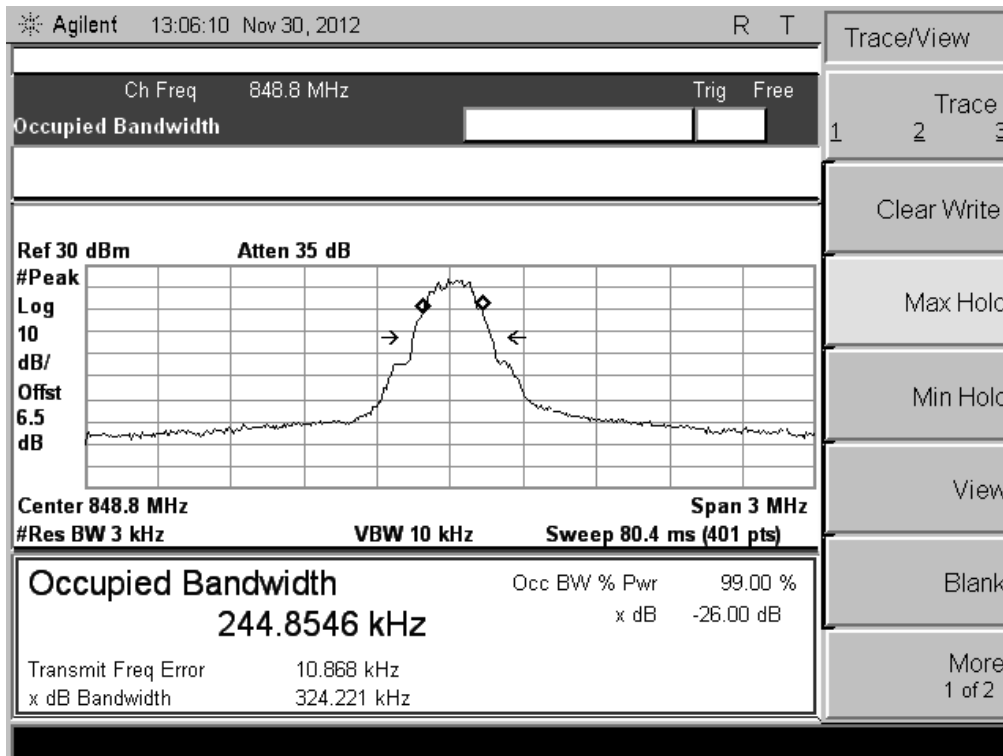 Agilent 13:06:10 Nov 30, 2012 R T
Trace/View
Ch Freq 848.8 MHz Trig Free
Occupied Bandwidth
Trace
1 2 3
Clear Write
Max Hold
Min Hold
View
Blank
More
1 of 2
Ref 30 dBm Atten 35 dB
#Peak
Log
10
dB/
Offst
6.5
dB
Center 848.8 MHz Span 3 MHz
#Res BW 3 kHz VBW 10 kHz Sweep 80.4 ms (401 pts)
Occupied Bandwidth Occ BW % Pwr 99.00 %
244.8546 kHz x dB -26.00 dB
Transmit Freq Error 10.868 kHz
x dB Bandwidth 324.221 kHz